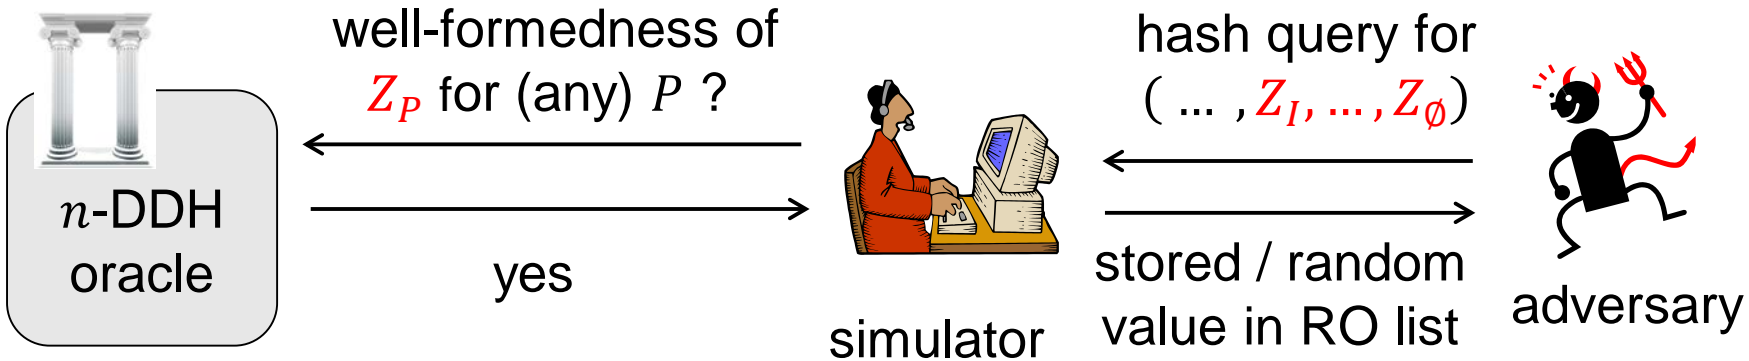 well-formedness of
Z_P for (any) P ?
hash query for
( … , Z_I, … , Z_∅)
n-DDH
oracle
yes
stored / random
value in RO list
simulator
adversary